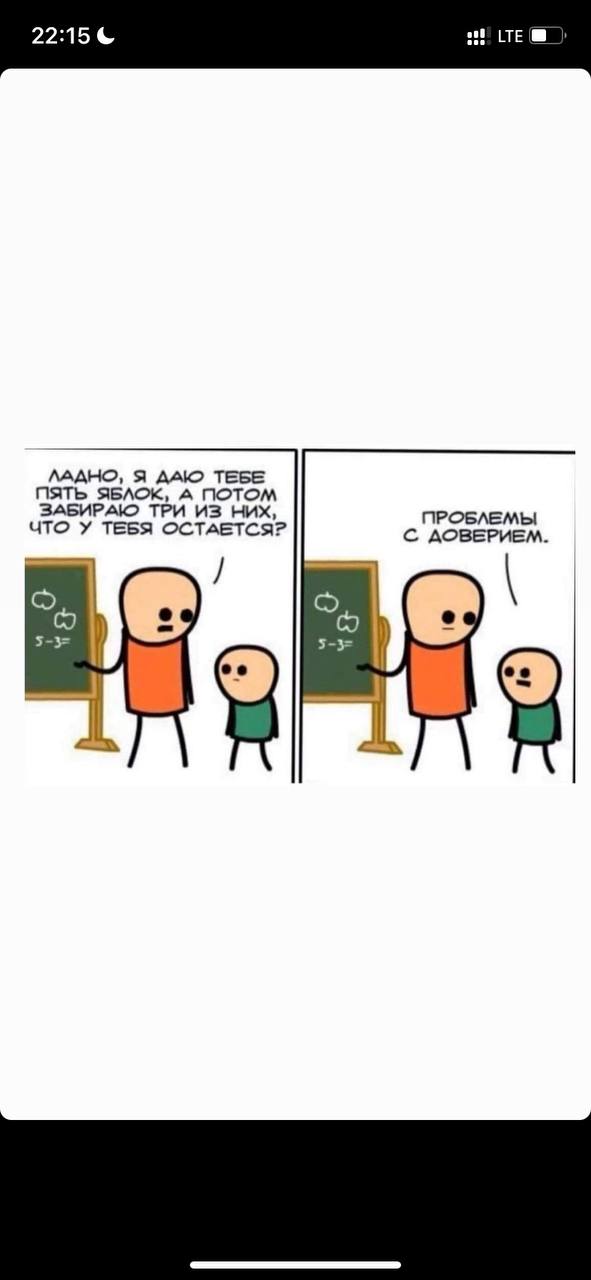 22:15
LTE
ЛАДНО, Я ДАЮ ТЕБЕ
ПЯТЬ ЯБЛОК, А ПОТОМ
ЗАБИРАЮ ТРИ ИЗ НИХ,
ЧТО У ТЕБЯ ОСТАЕТСЯ?
5-3=
ПРОБЛЕМЫ
С ДОВЕРИЕМ.
5-3=